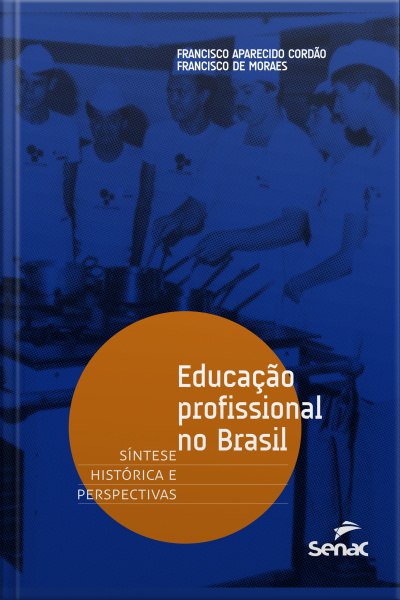 FRANCISCO APARECIDO CORDÃO
FRANCISCO DE MORAES
Educação
profissional
no Brasil
SÍNTESE
HISTÓRICA E
PERSPECTIVAS
Senac